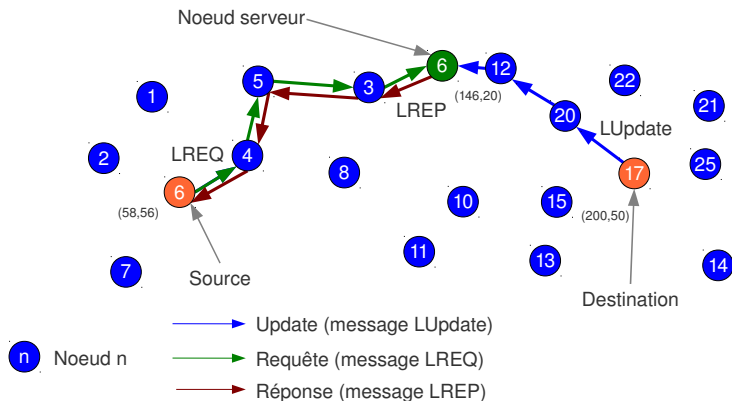 Noeud serveur
6
12
22
5
3
1
(146,20)
21
LREP
20
LUpdate
LREQ
4
2
8
25
17
6
10
15
(58,56)
(200,50)
11
13
14
7
Source
Destination
Update (message LUpdate)
n Noeud n
Requête (message LREQ)
Réponse (message LREP)